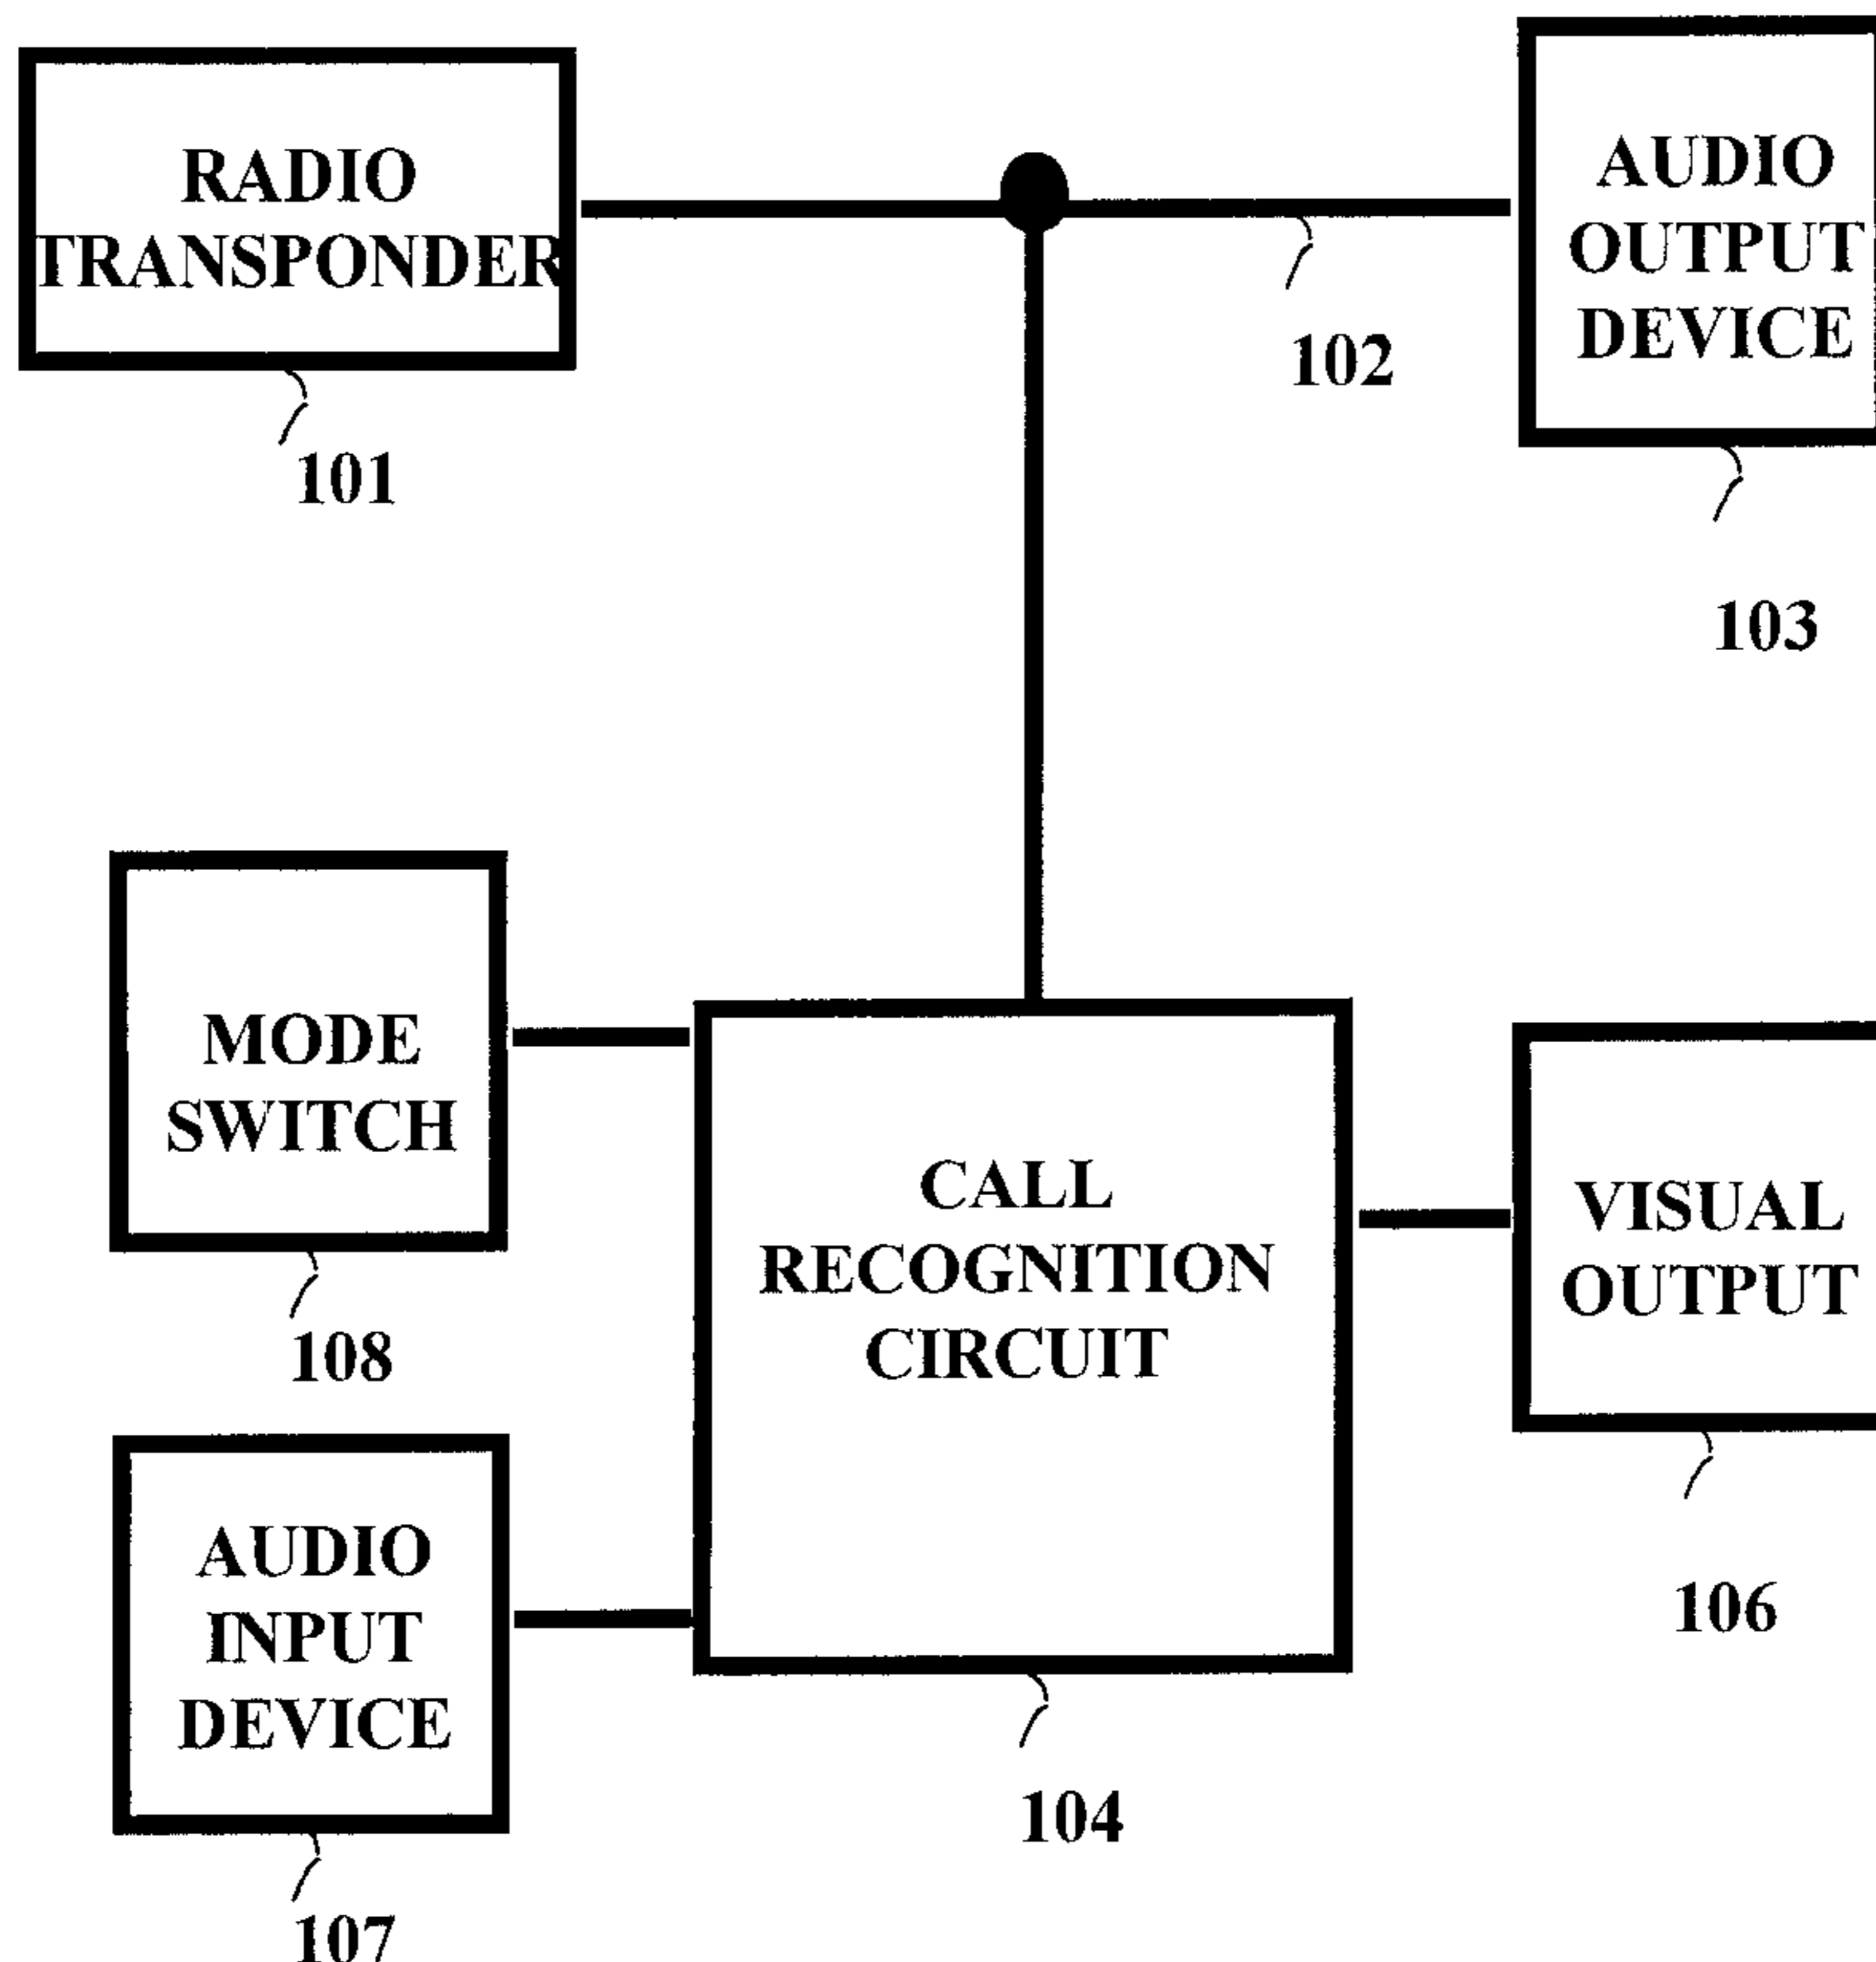 RADIO
TRANSPONDER
101
102
AUDIO
OUTPUT
DEVICE
103
MODE
SWITCH
108
CALL
RECOGNITION
CIRCUIT
104
VISUAL
OUTPUT
106
AUDIO
INPUT
DEVICE
107